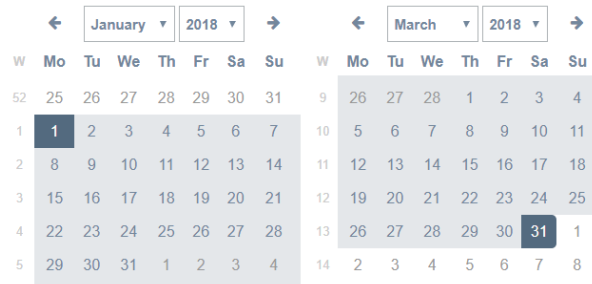 January 2018
W Mo Tu We Th Fr Sa Su
52 25 26 27 28 29 30 31
1 1 2 3 4 5 6 7
2 8 9 10 11 12 13 14
3 15 16 17 18 19 20 21
4 22 23 24 25 26 27 28
5 29 30 31 1 2 3 4
March 2018
W Mo Tu We Th Fr Sa Su
9 26 27 28 1 2 3 4
10 5 6 7 8 9 10 11
11 12 13 14 15 16 17 18
12 19 20 21 22 23 24 25
13 26 27 28 29 30 31 1
14 2 3 4 5 6 7 8